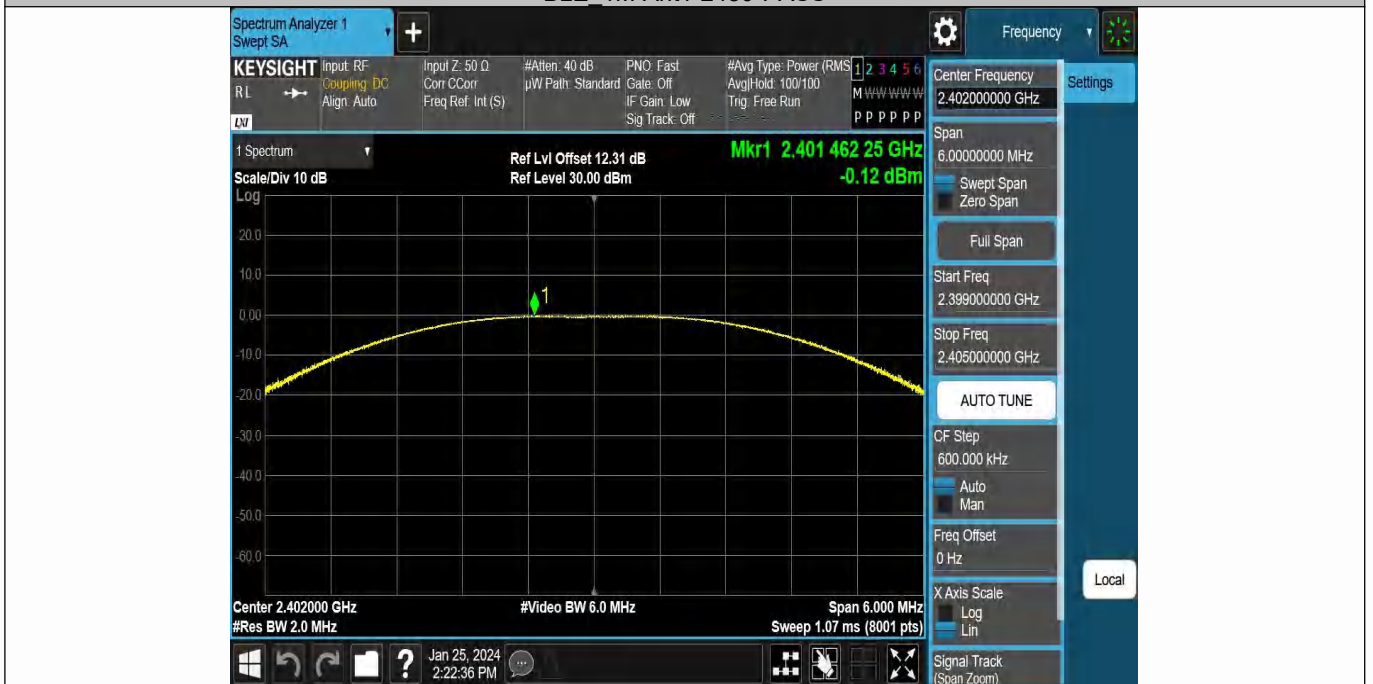 Spectrum Analyzer 1
Swept SA
+
Frequency
KEYSIGHT
RL
LXI
Input: RF
Coupling: DC
Align: Auto
Input Z: 50 Ω
Corr CCorr
Freq Ref: Int (S)
#Atten: 40 dB
µW Path: Standard
PNO: Fast
Gate: Off
IF Gain: Low
Sig Track: Off
#Avg Type: Power (RMS
Avg|Hold: 100/100
Trig: Free Run
1 2 3 4 5 6
M W W W W W
P P P P P P
1 Spectrum
Scale/Div 10 dB
Ref Lvl Offset 12.31 dB
Ref Level 30.00 dBm
Mkr1 2.401 462 25 GHz
-0.12 dBm
Log
20.0
10.0
0.00
-10.0
-20.0
-30.0
-40.0
-50.0
-60.0
1
Center 2.402000 GHz
#Res BW 2.0 MHz
#Video BW 6.0 MHz
Span 6.000 MHz
Sweep 1.07 ms (8001 pts)
Center Frequency
2.402000000 GHz
Settings
Span
6.00000000 MHz
Swept Span
Zero Span
Full Span
Start Freq
2.399000000 GHz
Stop Freq
2.405000000 GHz
AUTO TUNE
CF Step
600.000 kHz
Auto
Man
Freq Offset
0 Hz
X Axis Scale
Log
Lin
Local
Signal Track
(Span Zoom)
?
Jan 25, 2024
2:22:36 PM